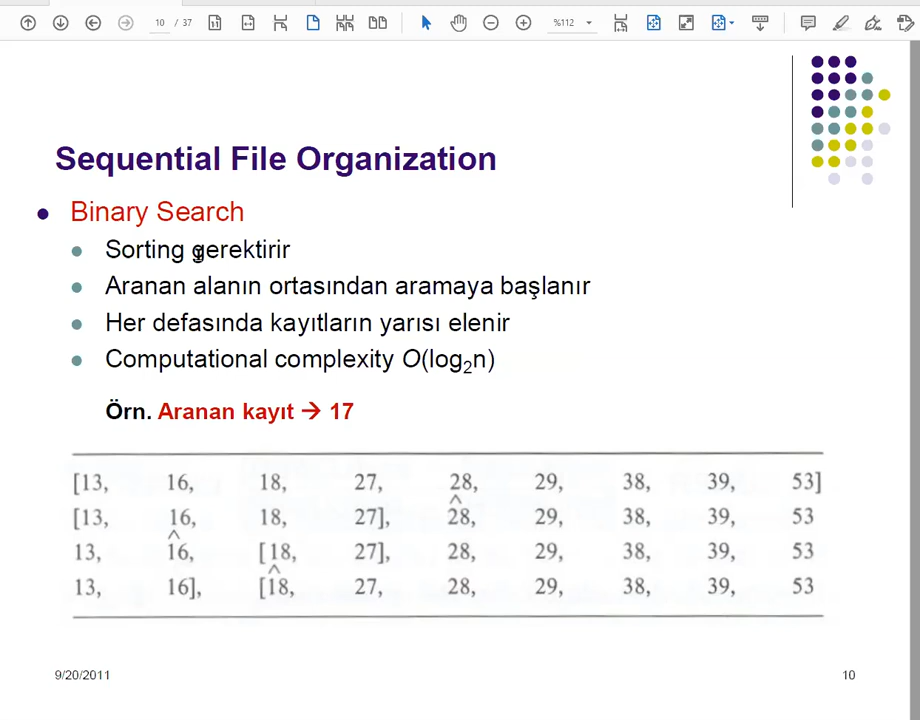 10 / 37
%112
Sequential File Organization
Binary Search
Sorting gerektirir
Aranan alanın ortasından aramaya başlanır
Her defasında kayıtların yarısı elenir
Computational complexity O(log₂n)
Örn. Aranan kayıt → 17
[13, 16, 18, 27, 28, 29, 38, 39, 53]
^
[13, 16, 18, 27], 28, 29, 38, 39, 53
^
13, 16, [18, 27], 28, 29, 38, 39, 53
^
13, 16], [18, 27, 28, 29, 38, 39, 53
9/20/2011
10